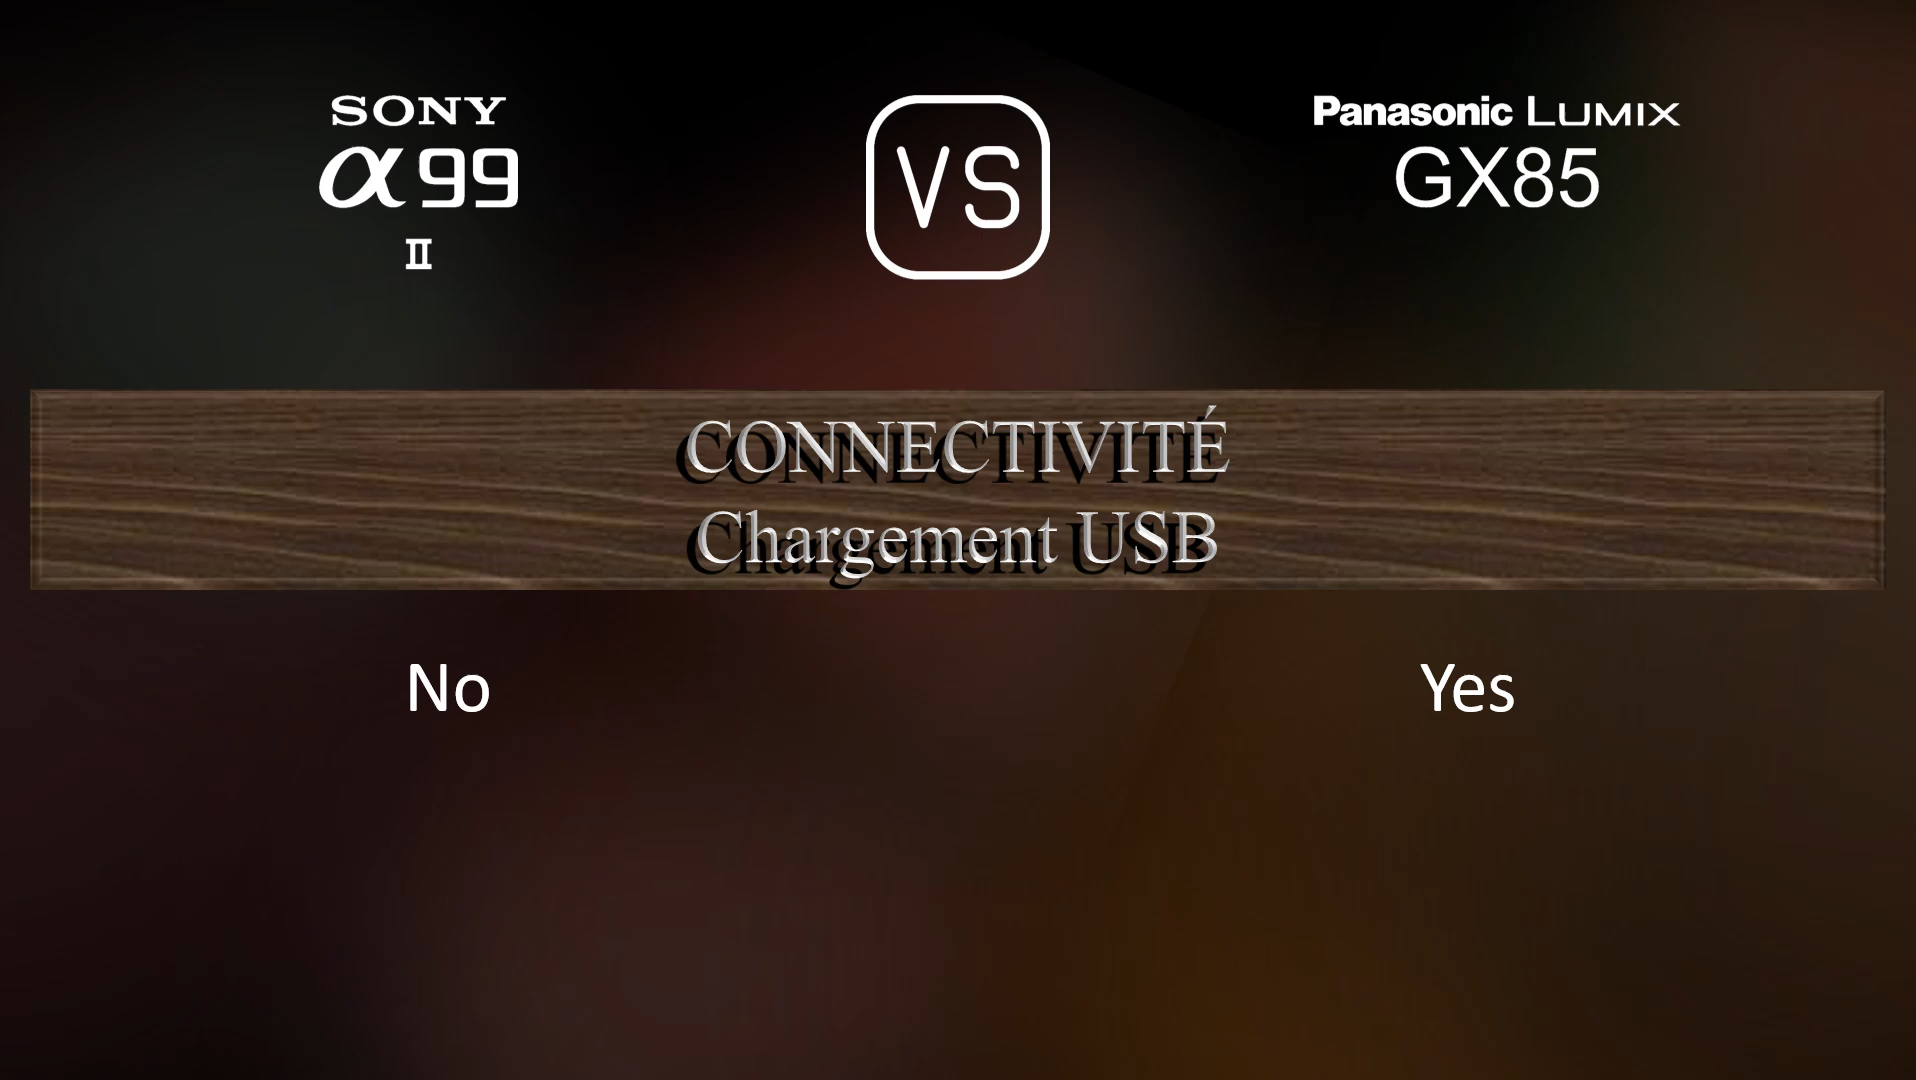 SONY
α99
II
VS
Panasonic LUMIX
GX85
CONNECTIVITÉ
Chargement USB
No
Yes